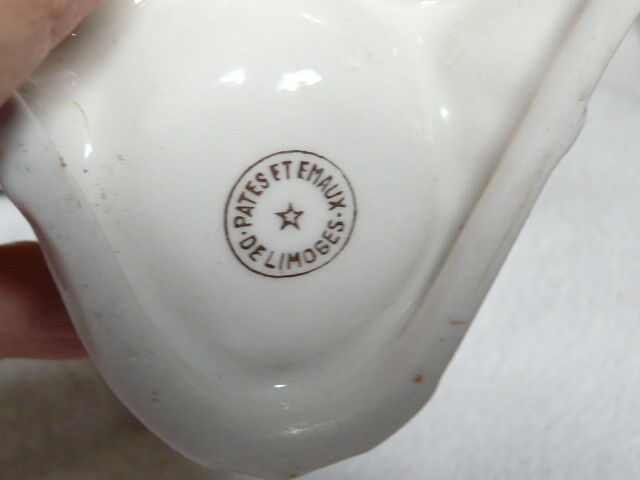 PATES ET EMAUX
· DE LIMOGES ·